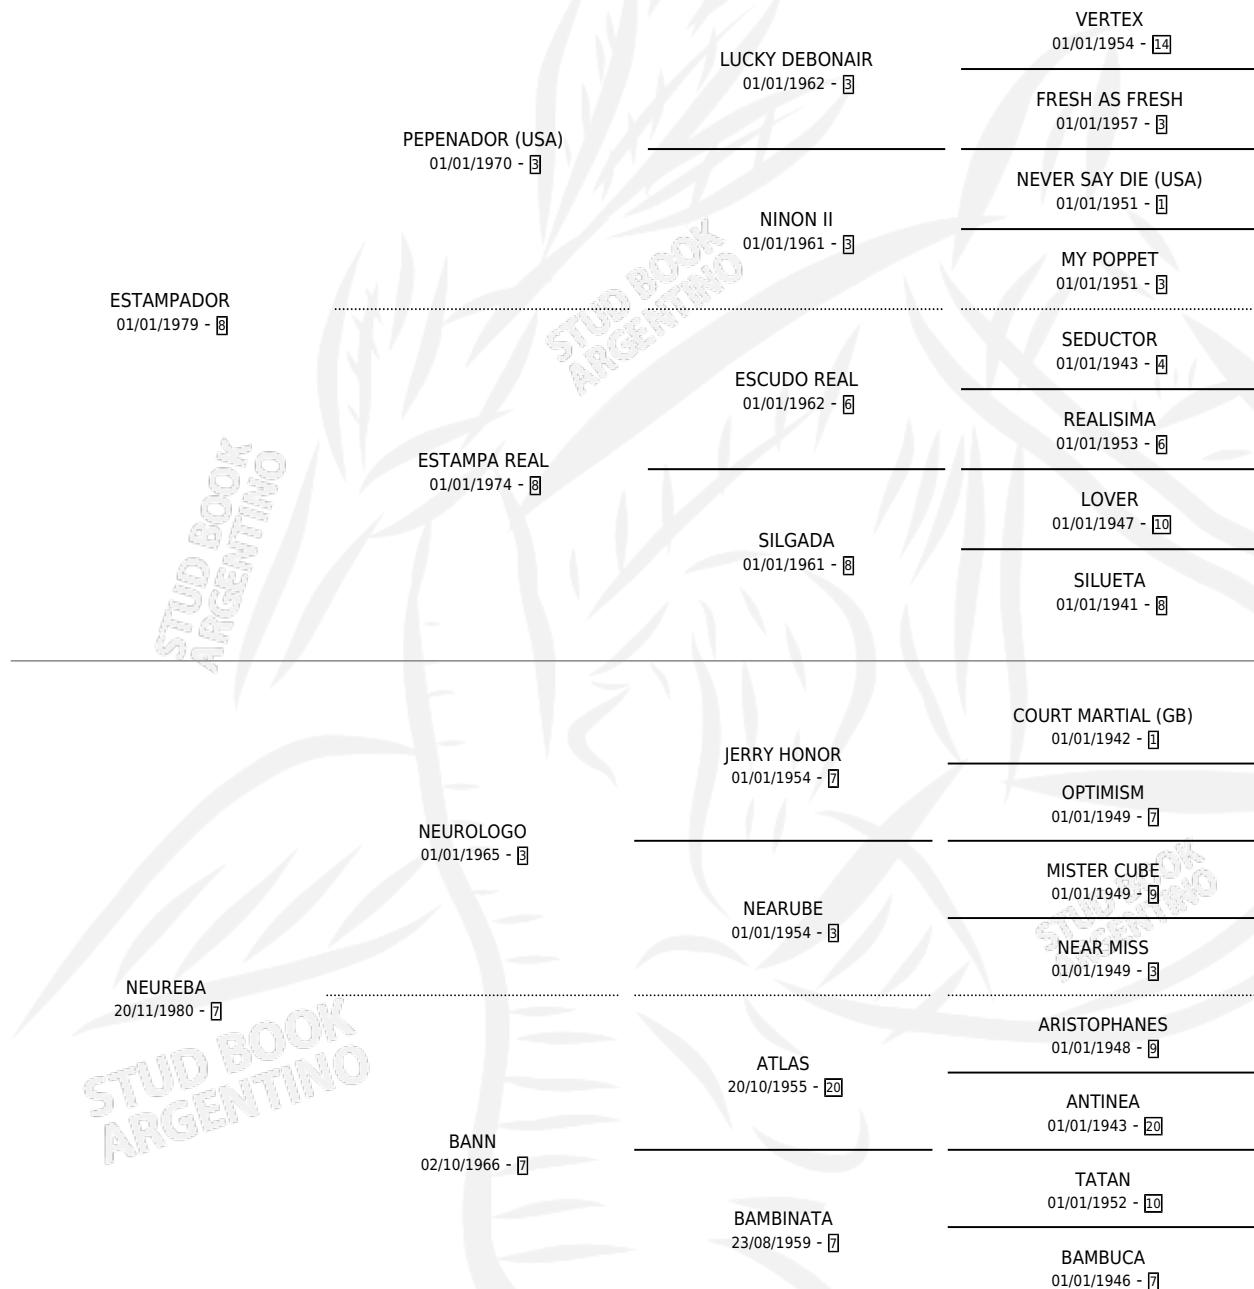 VERTEX
01/01/1954 - 14
LUCKY DEBONAIR
01/01/1962 - 3
FRESH AS FRESH
01/01/1957 - 3
PEPENADOR (USA)
01/01/1970 - 3
NEVER SAY DIE (USA)
01/01/1951 - 1
NINON II
01/01/1961 - 3
MY POPPET
01/01/1951 - 3
ESTAMPADOR
01/01/1979 - 8
SEDUCTOR
01/01/1943 - 4
ESCUDO REAL
01/01/1962 - 6
REALISIMA
01/01/1953 - 6
ESTAMPA REAL
01/01/1974 - 8
LOVER
01/01/1947 - 10
SILGADA
01/01/1961 - 8
SILUETA
01/01/1941 - 8
COURT MARTIAL (GB)
01/01/1942 - 1
JERRY HONOR
01/01/1954 - 7
OPTIMISM
01/01/1949 - 7
NEUROLOGO
01/01/1965 - 3
MISTER CUBE
01/01/1949 - 9
NEARUBE
01/01/1954 - 3
NEAR MISS
01/01/1949 - 3
NEUREBA
20/11/1980 - 7
ARISTOPHANES
01/01/1948 - 9
ATLAS
20/10/1955 - 20
ANTINEA
01/01/1943 - 20
BANN
02/10/1966 - 7
TATAN
01/01/1952 - 10
BAMBINATA
23/08/1959 - 7
BAMBUCA
01/01/1946 - 7
STUD BOOK
ARGENTINO
STUD BOOK
ARGENTINO
STUD BOOK
ARGENTINO
STUD BOOK
ARGENTINO